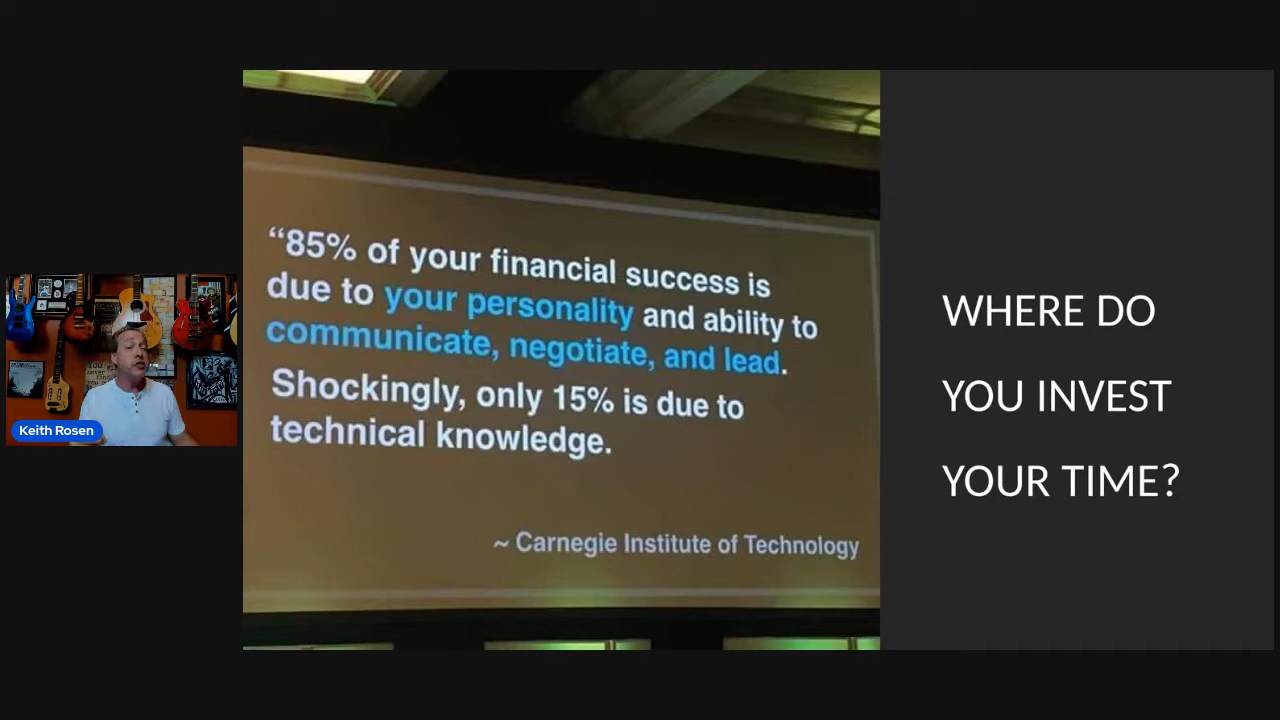 Keith Rosen
“85% of your financial success is
due to your personality and ability to
communicate, negotiate, and lead.
Shockingly, only 15% is due to
technical knowledge.
~ Carnegie Institute of Technology
WHERE DO
YOU INVEST
YOUR TIME?